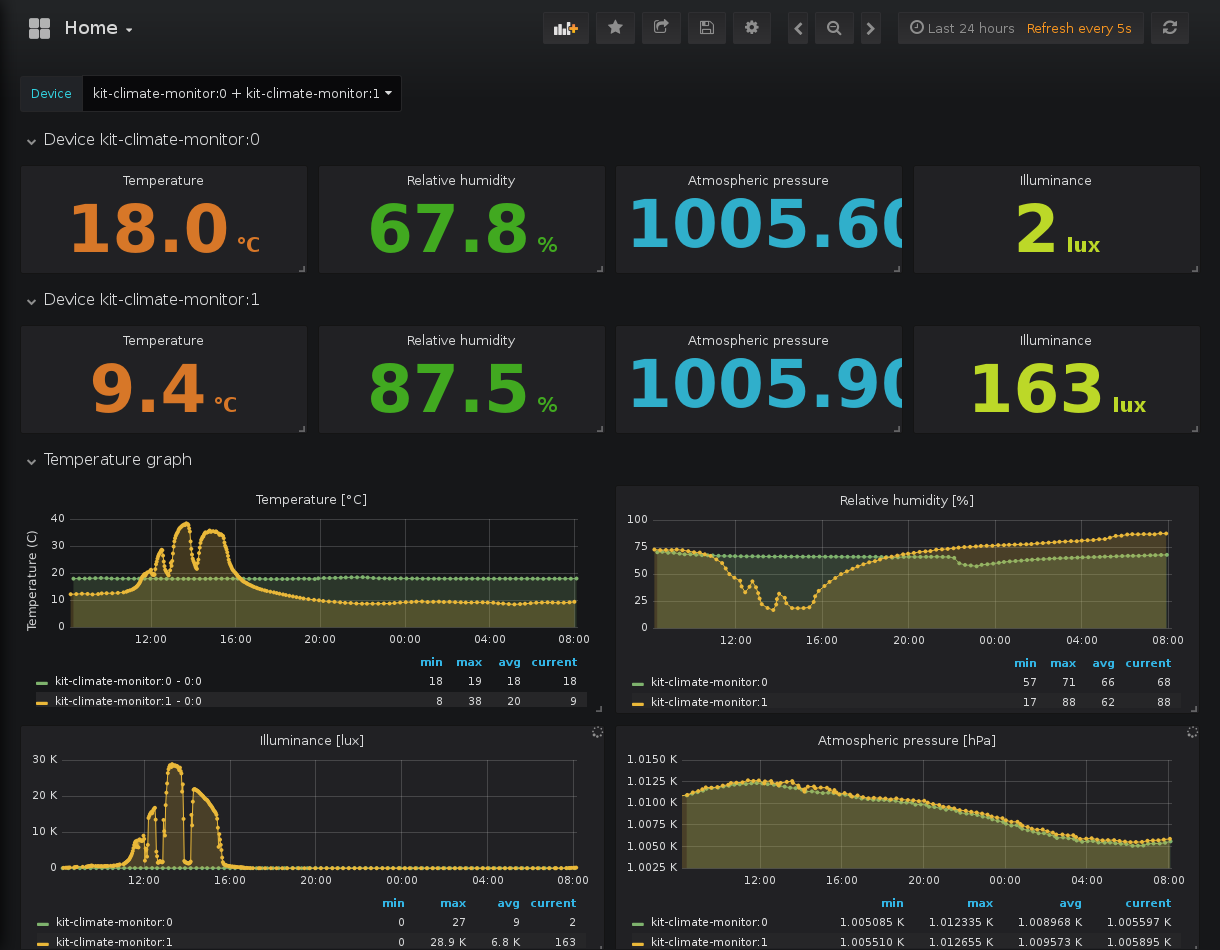 Home
Last 24 hours Refresh every 5s
Device kit-climate-monitor:0 + kit-climate-monitor:1
Device kit-climate-monitor:0
Temperature Relative humidity Atmospheric pressure Illuminance
18.0 °C 67.8 % 1005.60 2 lux
Device kit-climate-monitor:1
Temperature Relative humidity Atmospheric pressure Illuminance
9.4 °C 87.5 % 1005.90 163 lux
Temperature graph
Temperature [°C]
Temperature (C)
40
30
20
10
0
12:00 16:00 20:00 00:00 04:00 08:00
min max avg current
kit-climate-monitor:0 - 0:0 18 19 18 18
kit-climate-monitor:1 - 0:0 8 38 20 9
Relative humidity [%]
100
75
50
25
0
12:00 16:00 20:00 00:00 04:00 08:00
min max avg current
kit-climate-monitor:0 57 71 66 68
kit-climate-monitor:1 17 88 62 88
Illuminance [lux]
30 K
20 K
10 K
0
12:00 16:00 20:00 00:00 04:00 08:00
min max avg current
kit-climate-monitor:0 0 27 9 2
kit-climate-monitor:1 0 28.9 K 6.8 K 163
Atmospheric pressure [hPa]
1.0150 K
1.0125 K
1.0100 K
1.0075 K
1.0050 K
1.0025 K
12:00 16:00 20:00 00:00 04:00 08:00
min max avg current
kit-climate-monitor:0 1.005085 K 1.012335 K 1.008968 K 1.005597 K
kit-climate-monitor:1 1.005510 K 1.012655 K 1.009573 K 1.005895 K